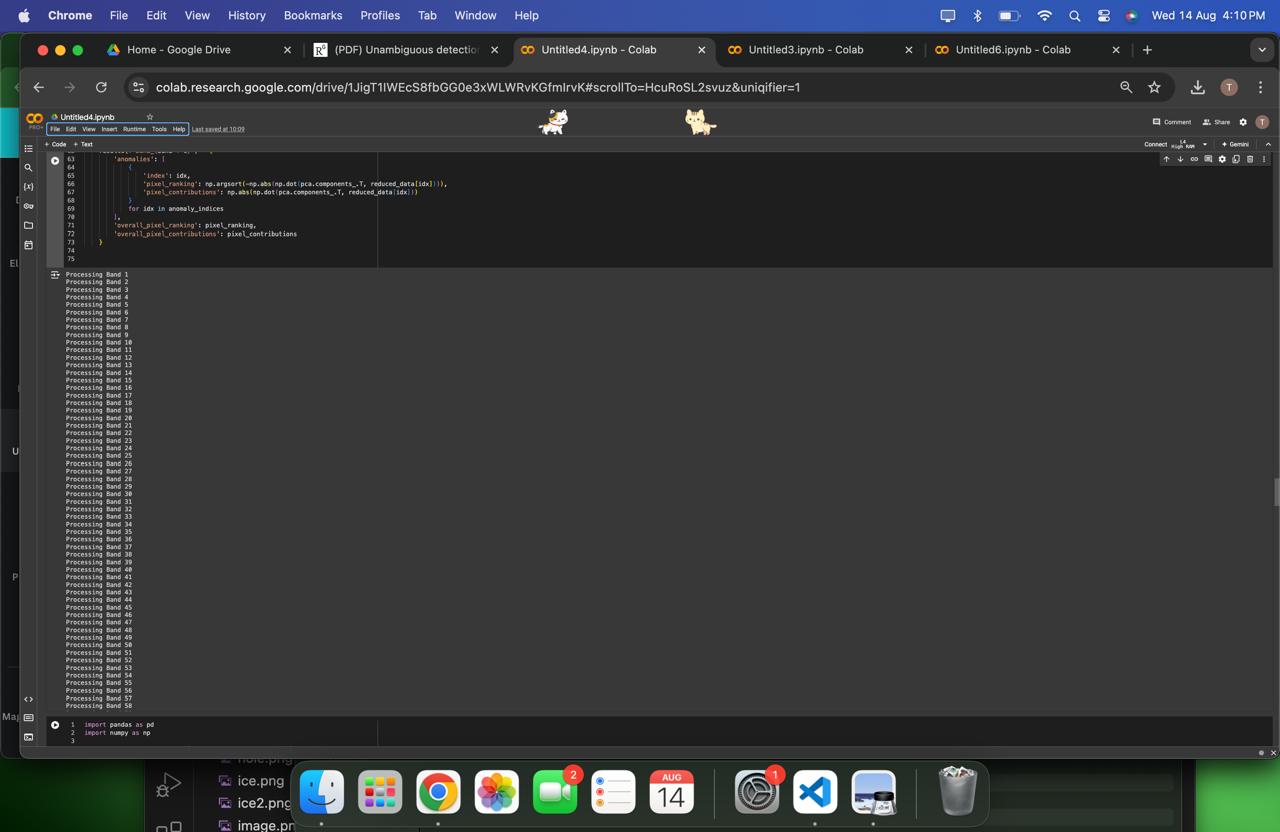 Chrome File Edit View History Bookmarks Profiles Tab Window Help Wed 14 Aug 4:10 PM
Home - Google Drive (PDF) Unambiguous detectio Untitled4.ipynb - Colab Untitled3.ipynb - Colab Untitled6.ipynb - Colab
colab.research.google.com/drive/1JigT1IWEcS8fbGG0e3xWLWRvKGfmIrvK#scrollTo=HcuRoSL2svuz&uniqifier=1 T
PRO+ Untitled4.ipynb Comment Share T
File Edit View Insert Runtime Tools Help Last saved at 10:09
+ Code + Text Connect L4 High RAM Gemini
63 'anomalies': [
64 {
65 'index': idx,
66 'pixel_ranking': np.argsort(-np.abs(np.dot(pca.components_.T, reduced_data[idx]))),
67 'pixel_contributions': np.abs(np.dot(pca.components_.T, reduced_data[idx]))
68 }
69 for idx in anomaly_indices
70 ],
71 'overall_pixel_ranking': pixel_ranking,
72 'overall_pixel_contributions': pixel_contributions
73 }
74
75
Processing Band 1
Processing Band 2
Processing Band 3
Processing Band 4
Processing Band 5
Processing Band 6
Processing Band 7
Processing Band 8
Processing Band 9
Processing Band 10
Processing Band 11
Processing Band 12
Processing Band 13
Processing Band 14
Processing Band 15
Processing Band 16
Processing Band 17
Processing Band 18
Processing Band 19
Processing Band 20
Processing Band 21
Processing Band 22
Processing Band 23
Processing Band 24
Processing Band 25
Processing Band 26
Processing Band 27
Processing Band 28
Processing Band 29
Processing Band 30
Processing Band 31
Processing Band 32
Processing Band 33
Processing Band 34
Processing Band 35
Processing Band 36
Processing Band 37
Processing Band 38
Processing Band 39
Processing Band 40
Processing Band 41
Processing Band 42
Processing Band 43
Processing Band 44
Processing Band 45
Processing Band 46
Processing Band 47
Processing Band 48
Processing Band 49
Processing Band 50
Processing Band 51
Processing Band 52
Processing Band 53
Processing Band 54
Processing Band 55
Processing Band 56
Processing Band 57
Processing Band 58
1 import pandas as pd
2 import numpy as np
3
El
U
P
Maj
ice.png
ice2.png
image.pn
2
1
AUG
14